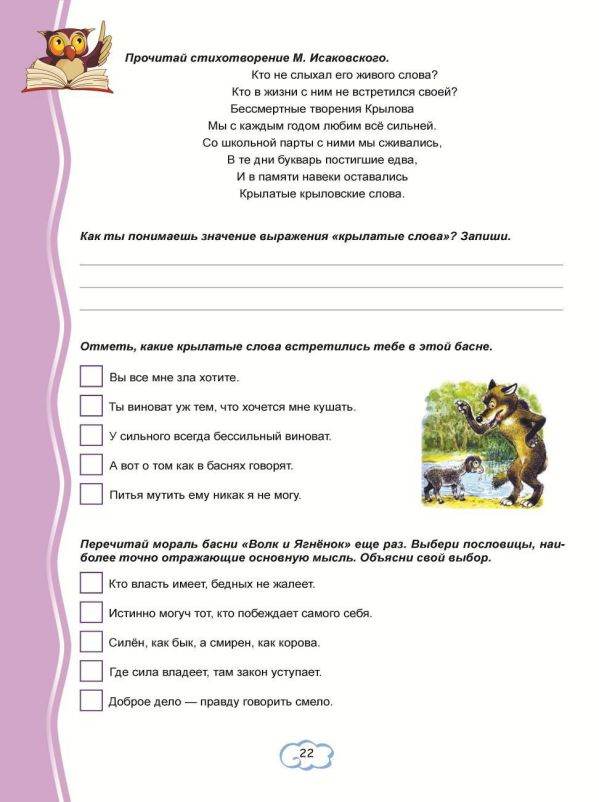 Прочитай стихотворение М. Исаковского.
Кто не слыхал его живого слова?
Кто в жизни с ним не встретился своей?
Бессмертные творения Крылова
Мы с каждым годом любим всё сильней.
Со школьной парты с ними мы сживались,
В те дни букварь постигшие едва,
И в памяти навеки оставались
Крылатые крыловские слова.
Как ты понимаешь значение выражения «крылатые слова»? Запиши.
Отметь, какие крылатые слова встретились тебе в этой басне.
Вы все мне зла хотите.
Ты виноват уж тем, что хочется мне кушать.
У сильного всегда бессильный виноват.
А вот о том как в баснях говорят.
Питья мутить ему никак я не могу.
Перечитай мораль басни «Волк и Ягнёнок» еще раз. Выбери пословицы, наи-
более точно отражающие основную мысль. Объясни свой выбор.
Кто власть имеет, бедных не жалеет.
Истинно могуч тот, кто побеждает самого себя.
Силён, как бык, а смирен, как корова.
Где сила владеет, там закон уступает.
Доброе дело — правду говорить смело.
22